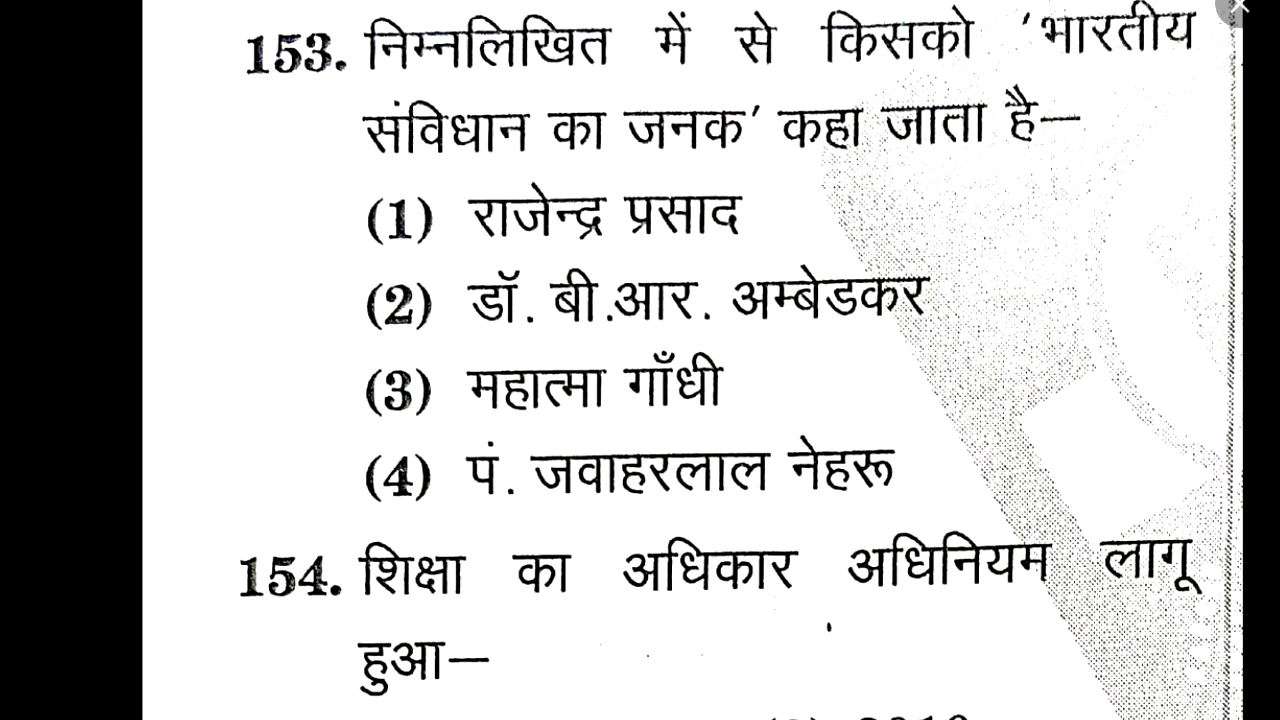 153. निम्नलिखित में से किसको 'भारतीय
संविधान का जनक' कहा जाता है—
(1) राजेन्द्र प्रसाद
(2) डॉ. बी.आर. अम्बेडकर
(3) महात्मा गाँधी
(4) पं. जवाहरलाल नेहरू
154. शिक्षा का अधिकार अधिनियम लागू
हुआ—